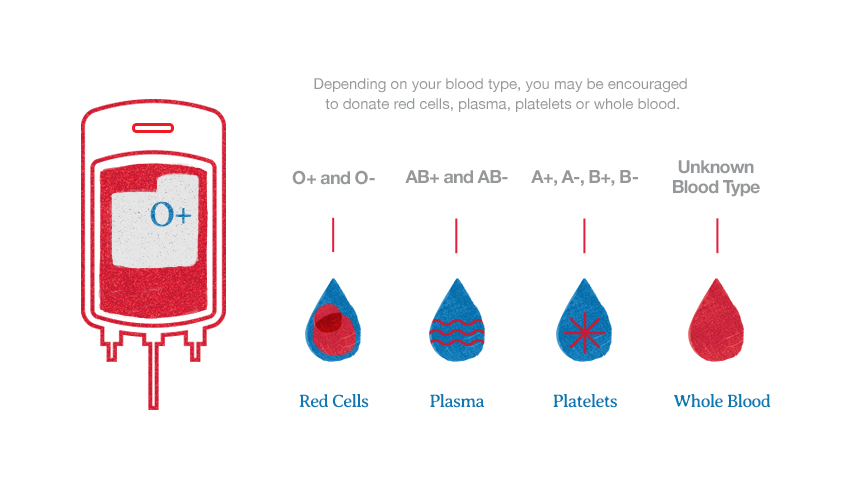 Depending on your blood type, you may be encouraged
to donate red cells, plasma, platelets or whole blood.
O+
O+ and O-
AB+ and AB-
A+, A-, B+, B-
Unknown
Blood Type
Red Cells
Plasma
Platelets
Whole Blood